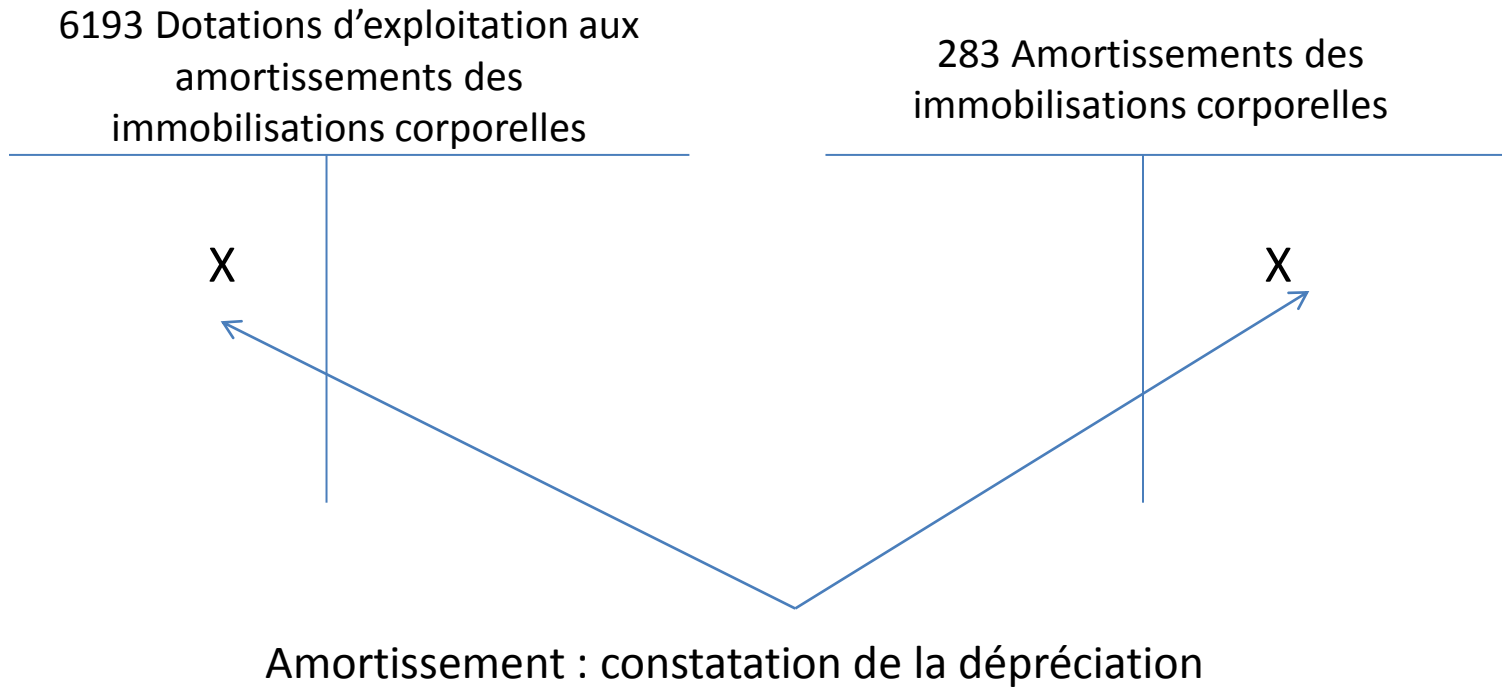 6193 Dotations d’exploitation aux
amortissements des
immobilisations corporelles
283 Amortissements des
immobilisations corporelles
X
X
Amortissement : constatation de la dépréciation